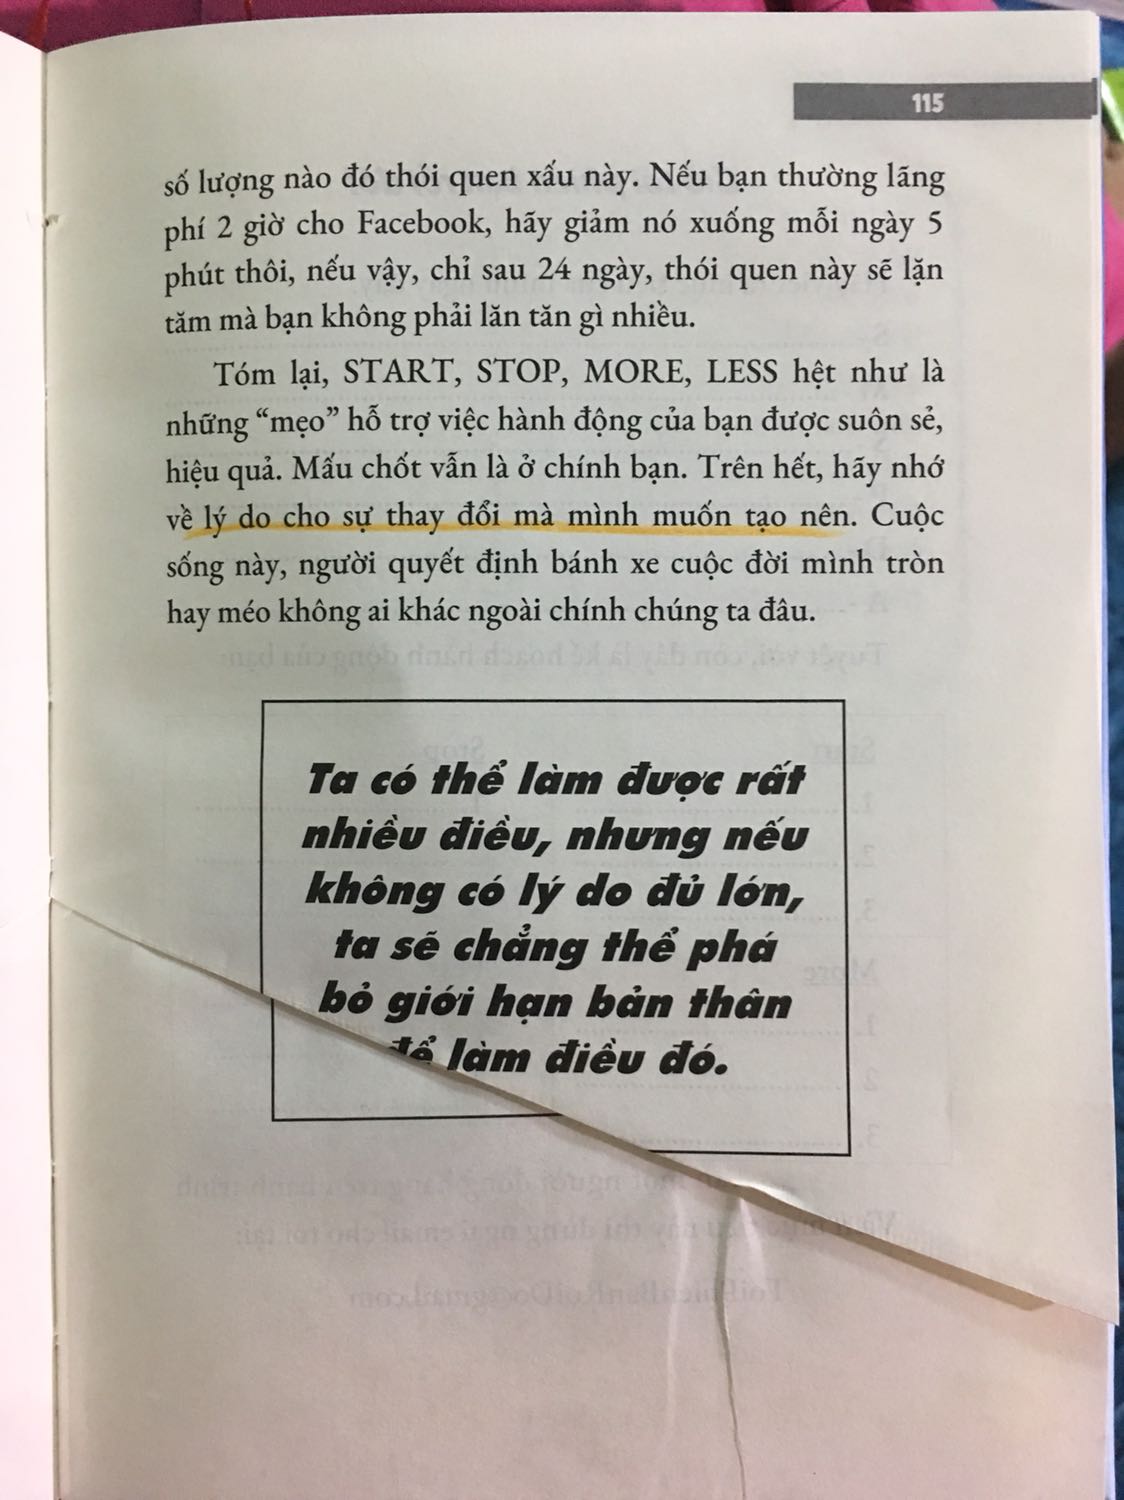 115
số lượng nào đó thói quen xấu này. Nếu bạn thường lãng
phí 2 giờ cho Facebook, hãy giảm nó xuống mỗi ngày 5
phút thôi, nếu vậy, chỉ sau 24 ngày, thói quen này sẽ lặn
tăm mà bạn không phải lăn tăn gì nhiều.
Tóm lại, START, STOP, MORE, LESS hệt như là
những “mẹo” hỗ trợ việc hành động của bạn được suôn sẻ,
hiệu quả. Mấu chốt vẫn là ở chính bạn. Trên hết, hãy nhớ
về lý do cho sự thay đổi mà mình muốn tạo nên. Cuộc
sống này, người quyết định bánh xe cuộc đời mình tròn
hay méo không ai khác ngoài chính chúng ta đâu.
Ta có thể làm được rất
nhiều điều, nhưng nếu
không có lý do đủ lớn,
ta sẽ chẳng thể phá
bỏ giới hạn bản thân
để làm điều đó.